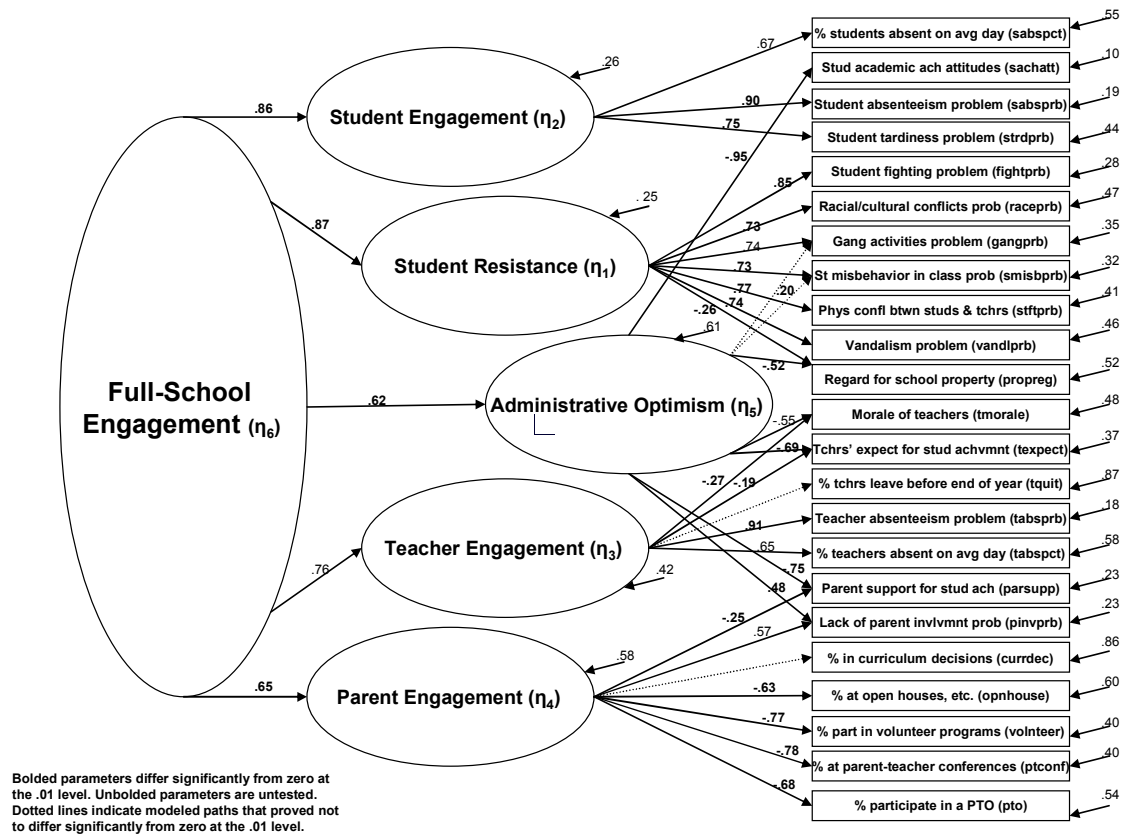 .55
% students absent on avg day (sabspct)
.67
.10
Stud academic ach attitudes (sachatt)
.26
.19
Student absenteeism problem (sabsprb)
.90
.86
Student Engagement (η2)
.75
.44
Student tardiness problem (strdprb)
-.95
.28
Student fighting problem (fightprb)
.85
.47
Racial/cultural conflicts prob (raceprb)
.25
.87
.73
.35
Gang activities problem (gangprb)
.74
Student Resistance (η1)
.73
.32
St misbehavior in class prob (smisbprb)
.77
.20
.41
Phys confl btwn studs & tchrs (stftprb)
.74
-.26
.61
.46
Vandalism problem (vandlprb)
-.52
.52
Regard for school property (propreg)
Full-School
Engagement (η6)
.62
Administrative Optimism (η5)
.48
Morale of teachers (tmorale)
-.55
.37
-.69
Tchrs' expect for stud achvmnt (texpect)
-.27
-.19
.87
% tchrs leave before end of year (tquit)
.18
Teacher absenteeism problem (tabsprb)
.91
Teacher Engagement (η3)
.65
.58
% teachers absent on avg day (tabspct)
.76
.42
-.75
.23
Parent support for stud ach (parsupp)
.48
-.25
.23
Lack of parent invlvmnt prob (pinvprb)
.57
.58
.86
% in curriculum decisions (currdec)
.65
Parent Engagement (η4)
-.63
.60
% at open houses, etc. (opnhouse)
-.77
.40
% part in volunteer programs (volnteer)
-.78
.40
% at parent-teacher conferences (ptconf)
-.68
.54
% participate in a PTO (pto)
Bolded parameters differ significantly from zero at
the .01 level. Unbolded parameters are untested.
Dotted lines indicate modeled paths that proved not
to differ significantly from zero at the .01 level.